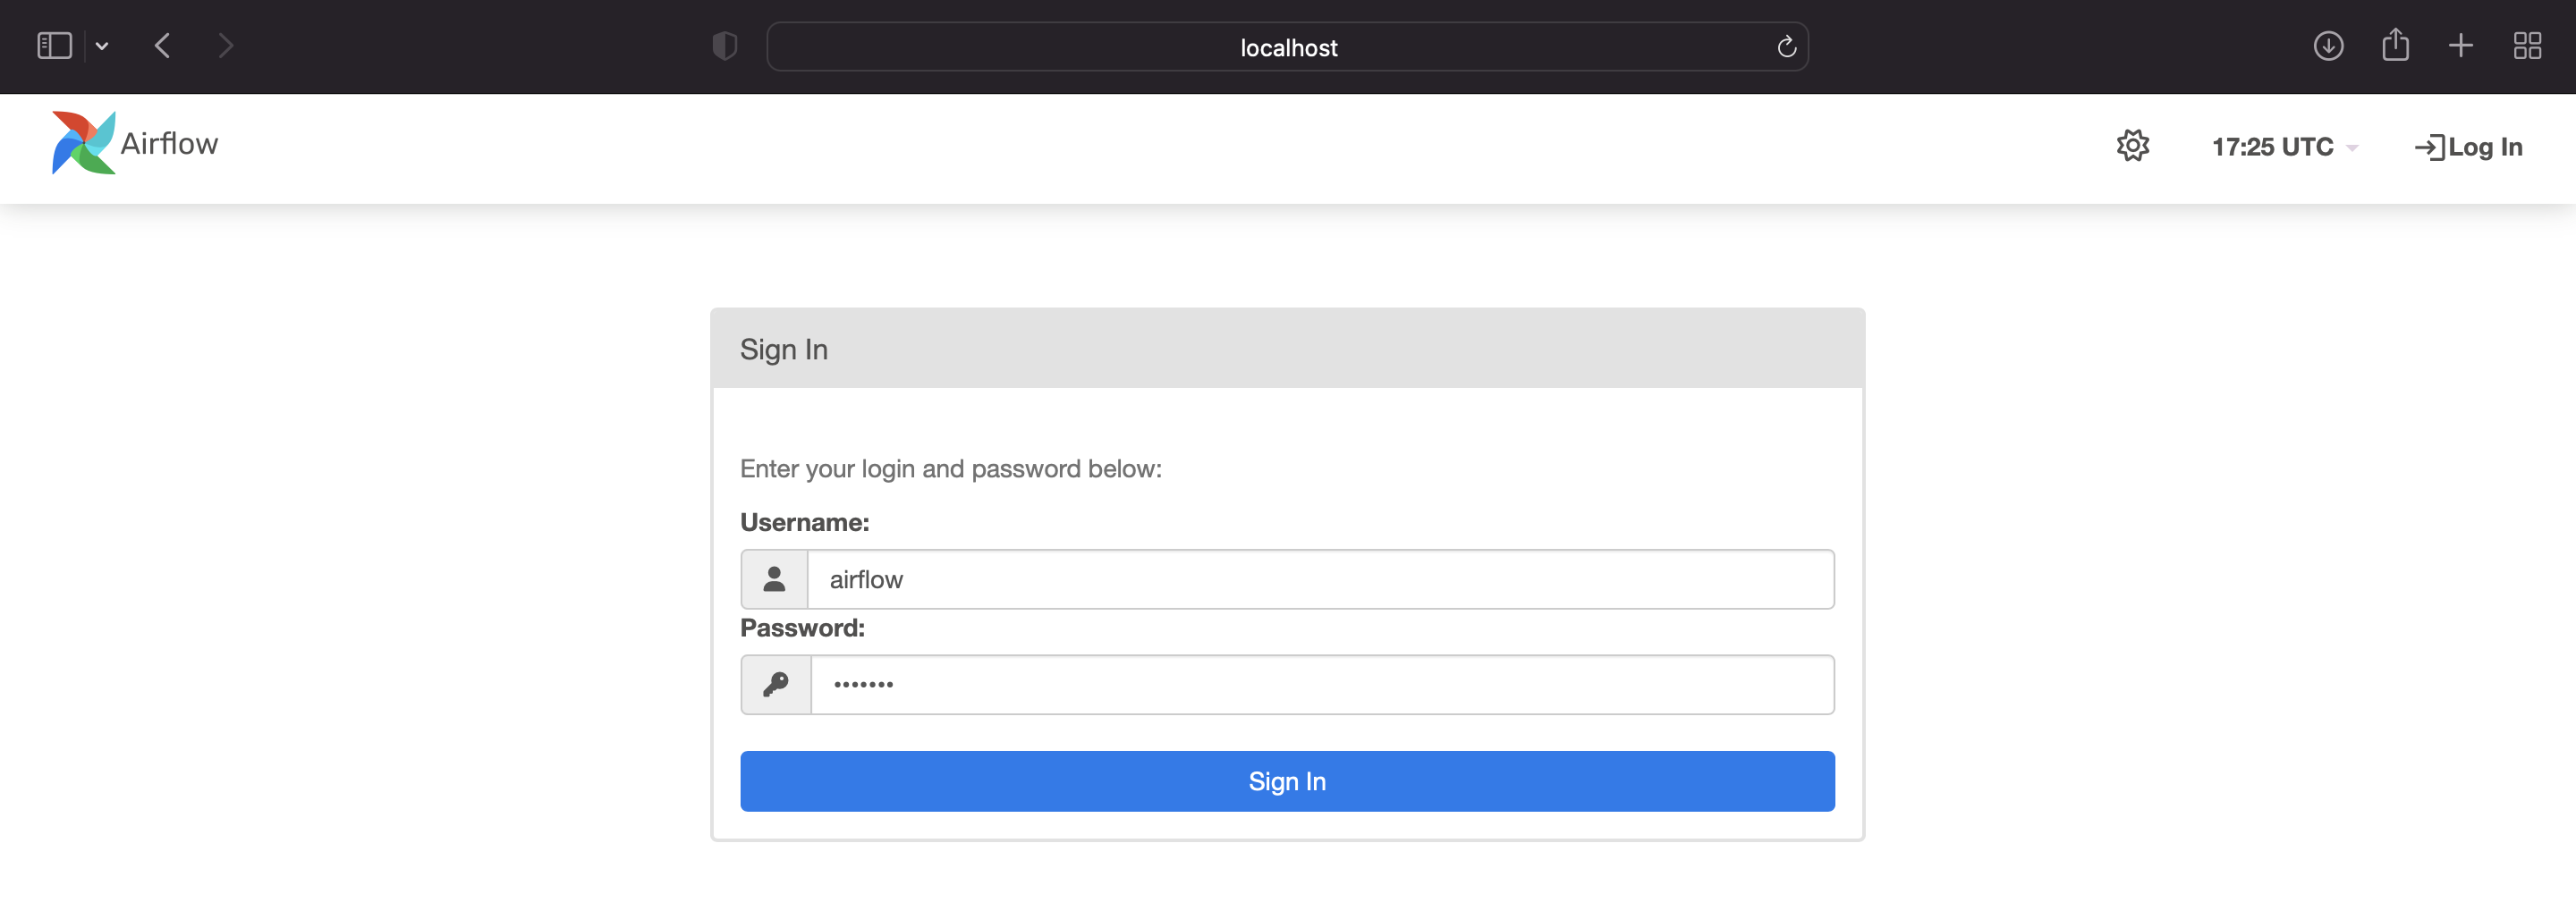 localhost
Airflow
17:25 UTC
Log In
Sign In
Enter your login and password below:
Username:
airflow
Password:
•••••••
Sign In